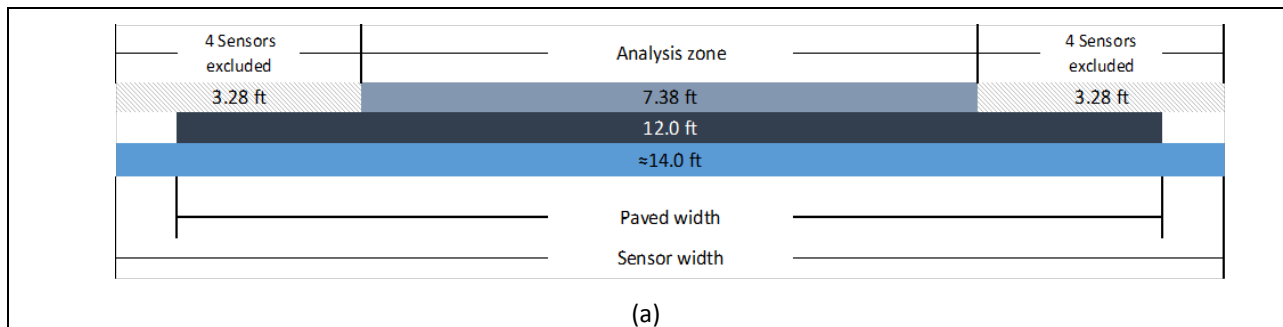 4 Sensors
excluded
Analysis zone
4 Sensors
excluded
3.28 ft
7.38 ft
3.28 ft
12.0 ft
≈14.0 ft
Paved width
Sensor width
(a)